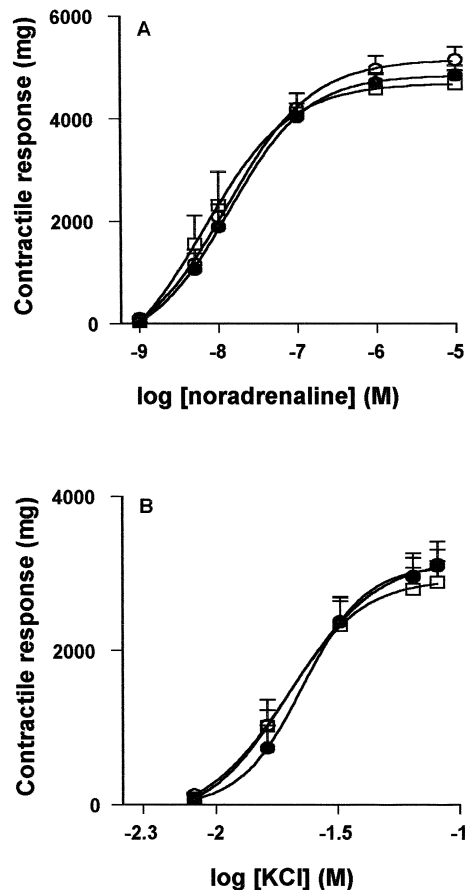 A
Contractile response (mg)
6000
4000
2000
0
-9 -8 -7 -6 -5
log [noradrenaline] (M)
B
Contractile response (mg)
4000
2000
0
-2.3 -2 -1.5 -1
log [KCl] (M)